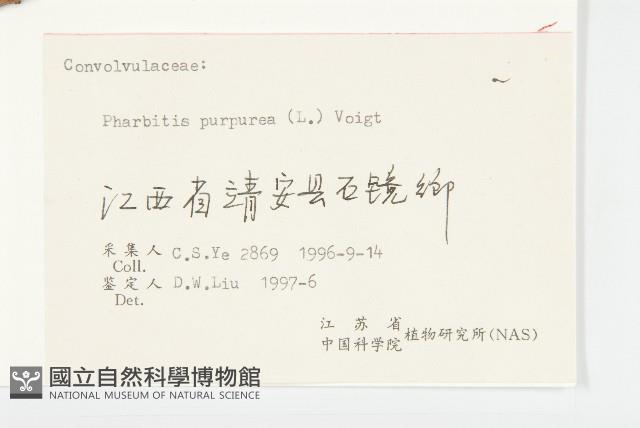 Convolvulaceae:
Pharbitis purpurea (L.) Voigt
江西省靖安县石镜鄉
采集人 C.S.Ye 2869 1996-9-14
Coll.
鉴定人 D.W.Liu 1997-6
Det.
江苏省
中国科学院 植物研究所(NAS)
國立自然科學博物館
NATIONAL MUSEUM OF NATURAL SCIENCE